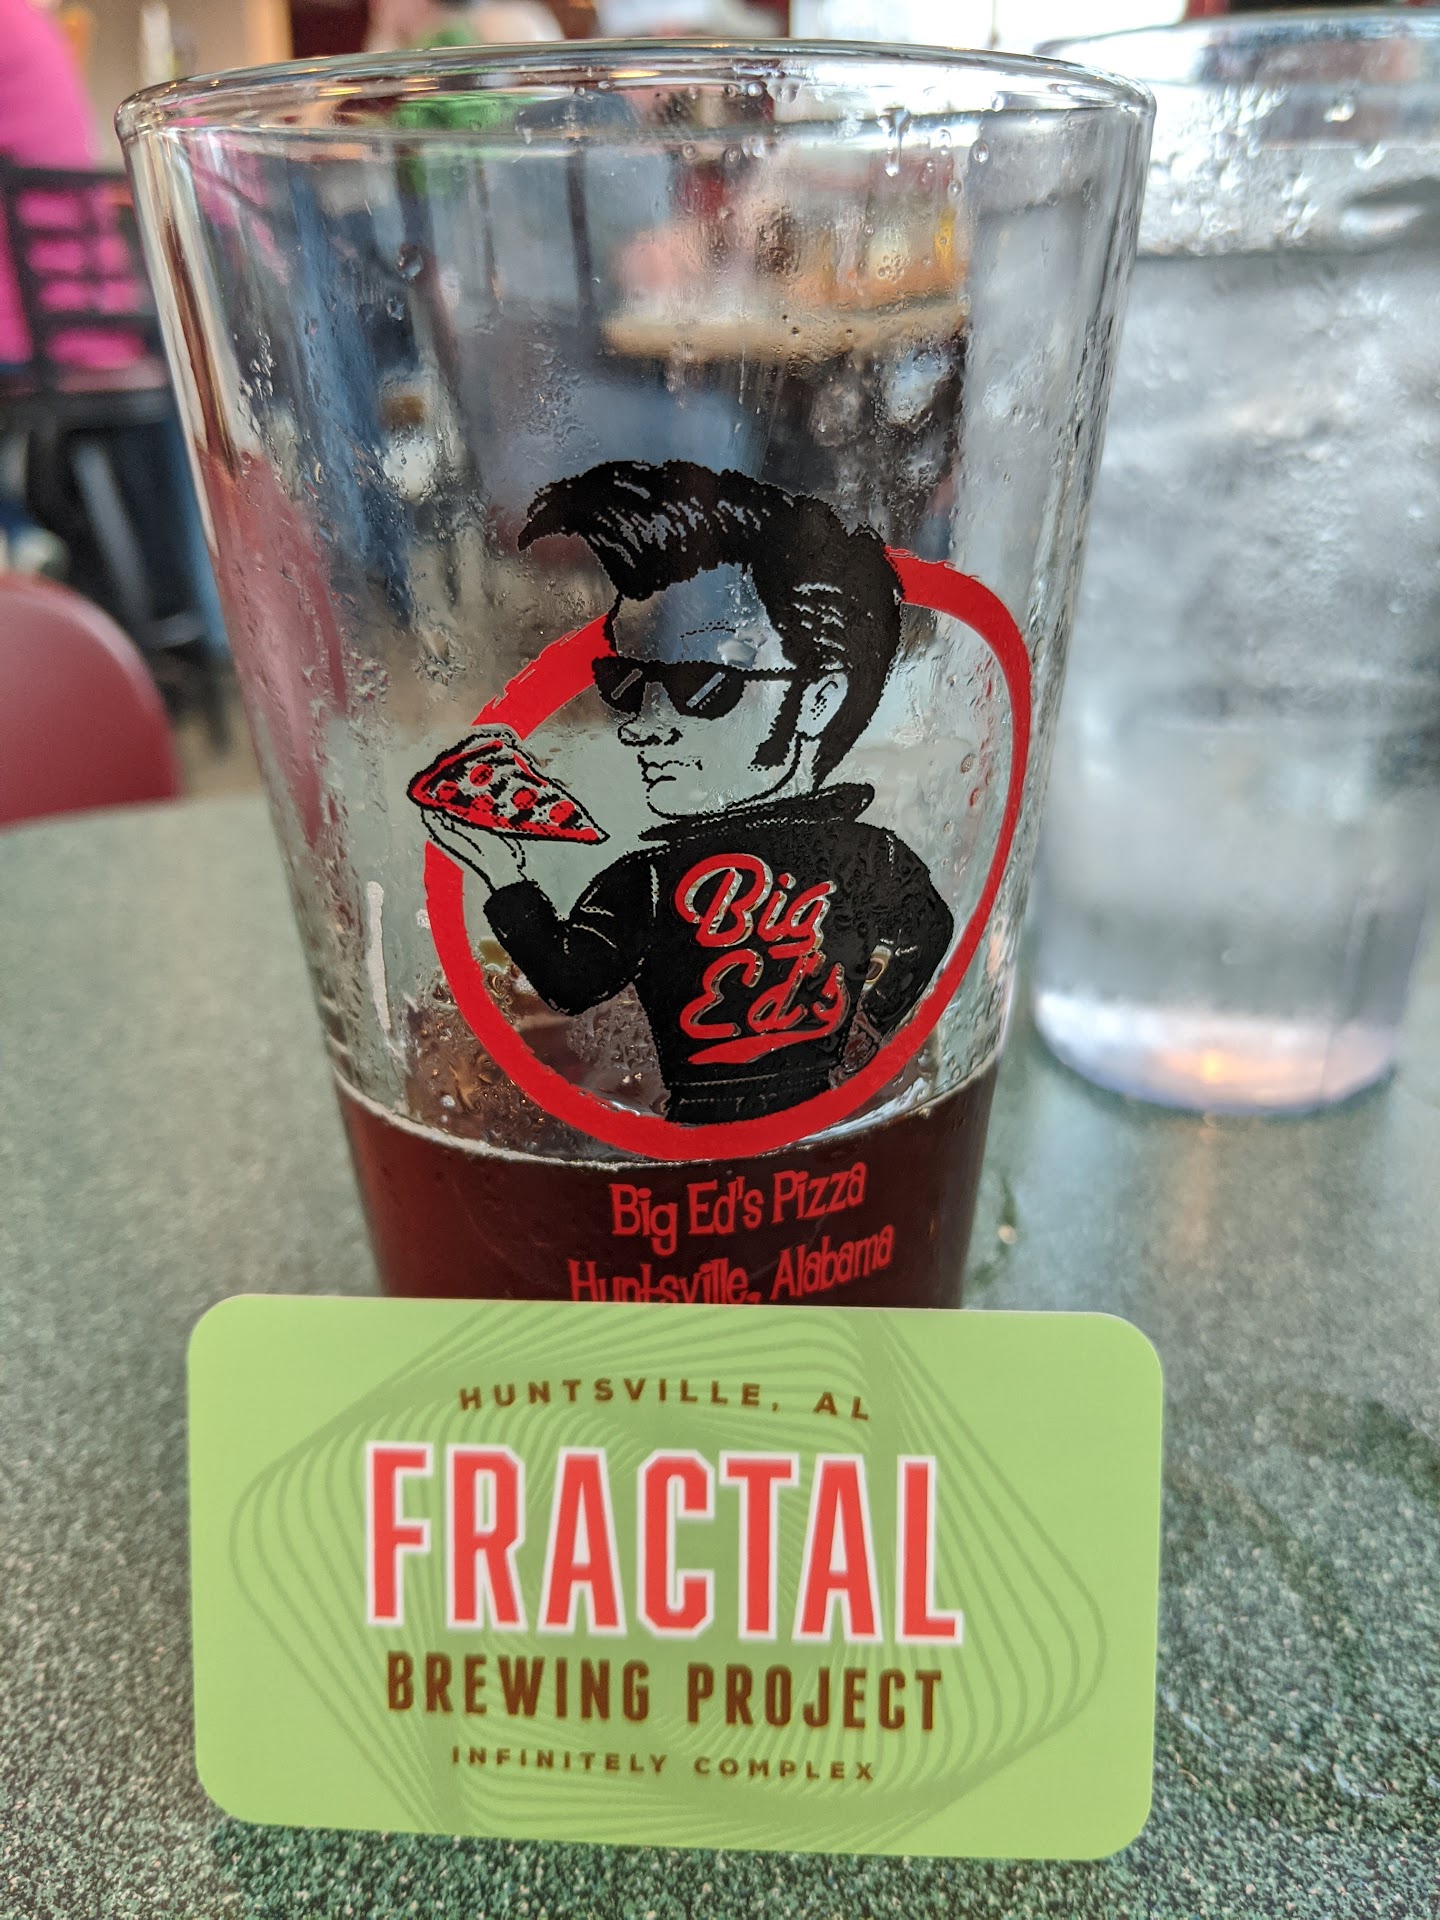 Big
Ed's
Big Ed's Pizza
Huntsville, Alabama
HUNTSVILLE, AL
FRACTAL
BREWING PROJECT
INFINITELY COMPLEX